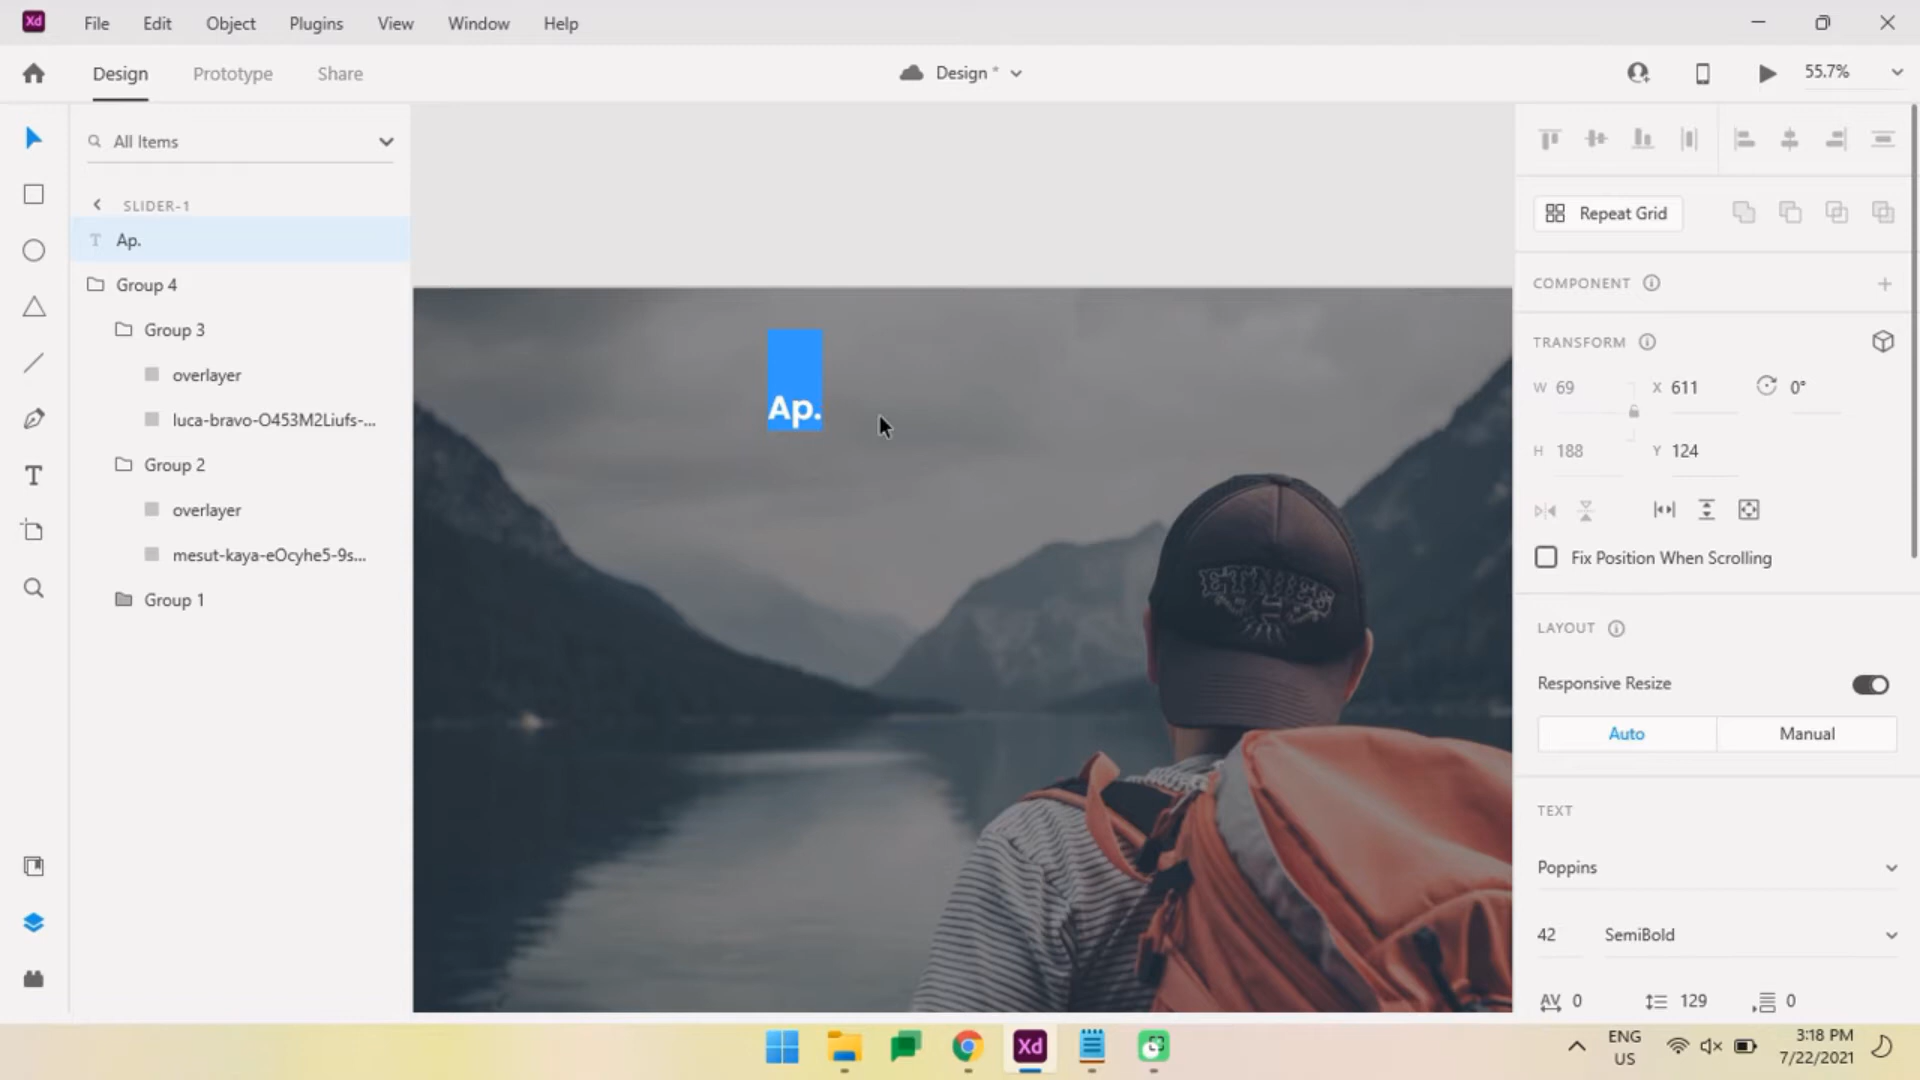 Xd File Edit Object Plugins View Window Help
Design Prototype Share Design * 55.7%
All Items
SLIDER-1
T Ap.
Group 4
Group 3
overlayer
luca-bravo-O453M2Liufs-...
Group 2
overlayer
mesut-kaya-eOcyhe5-9s...
Group 1
T
Ap.
ETNIES
Repeat Grid
COMPONENT
TRANSFORM
W 69 X 611 0°
H 188 Y 124
Fix Position When Scrolling
LAYOUT
Responsive Resize
Auto Manual
TEXT
Poppins
42 SemiBold
AV 0 129 0
Xd
ENG
US
3:18 PM
7/22/2021